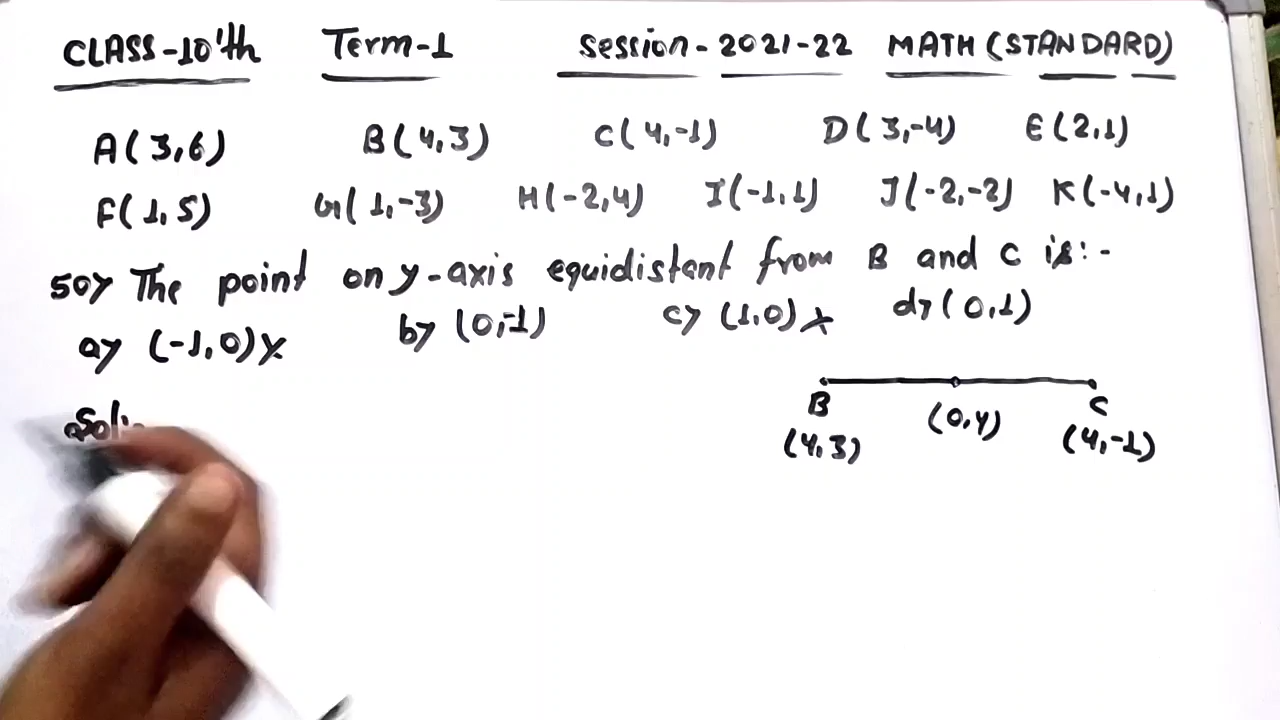 CLASS-10'th Term-1 Session-2021-22 MATH (STANDARD)
A(3,6) B(4,3) C(4,-1) D(3,-4) E(2,1)
F(1,5) G(1,-3) H(-2,4) I(-1,1) J(-2,-2) K(-4,1)
50> The point on y-axis equidistant from B and C is:-
a> (-1,0)x b> (0,-1) c> (1,0)x d> (0,1)
B C
(4,3) (0,y) (4,-1)
Sol: